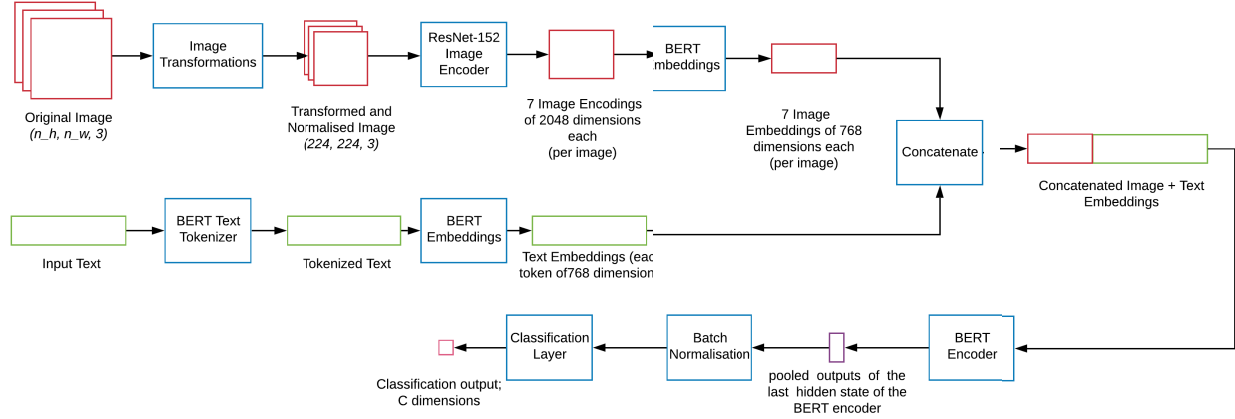 Image
Transformations
ResNet-152
Image
Encoder
BERT
mbeddings
Original Image
(n_h, n_w, 3)
Transformed and
Normalised Image
(224, 224, 3)
7 Image Encodings
of 2048 dimensions
each
(per image)
7 Image
Embeddings of 768
dimensions each
(per image)
Concatenate
Concatenated Image + Text
Embeddings
BERT Text
Tokenizer
BERT
Embeddings
Input Text
Tokenized Text
Text Embeddings (eac
token of768 dimension
Classification
Layer
Batch
Normalisation
BERT
Encoder
Classification output;
C dimensions
pooled outputs of the
last hidden state of the
BERT encoder